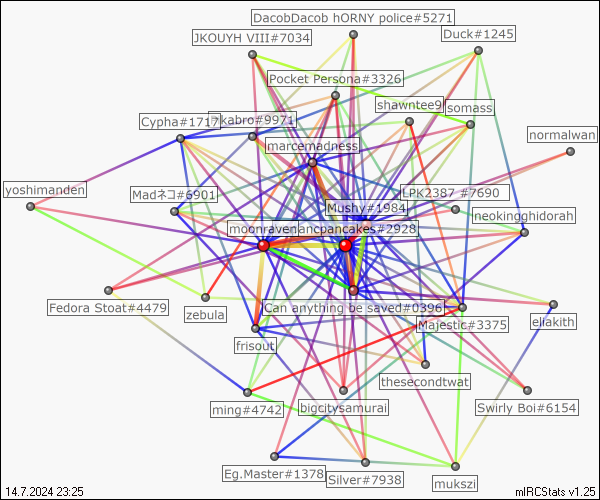 DacobDacob hORNY police#5271
JKOUYH VIII#7034
Duck#1245
Pocket Persona#3326
shawntee9
somass
Cypha#1717
kabro#9971
normalwan
marcemadness
yoshimanden
Madネコ#6901
LPK2387 #7690
Mushy#1984
neokingghidorah
moonraven
ancpancakes#2928
Can anything be saved#0396
Fedora Stoat#4479
zebula
eliakith
Majestic#3375
frisout
thesecondtwat
ming#4742
bigcitysamurai
Swirly Boi#6154
Eg.Master#1378
Silver#7938
mukszi
14.7.2024 23:25
mIRCStats v1.25